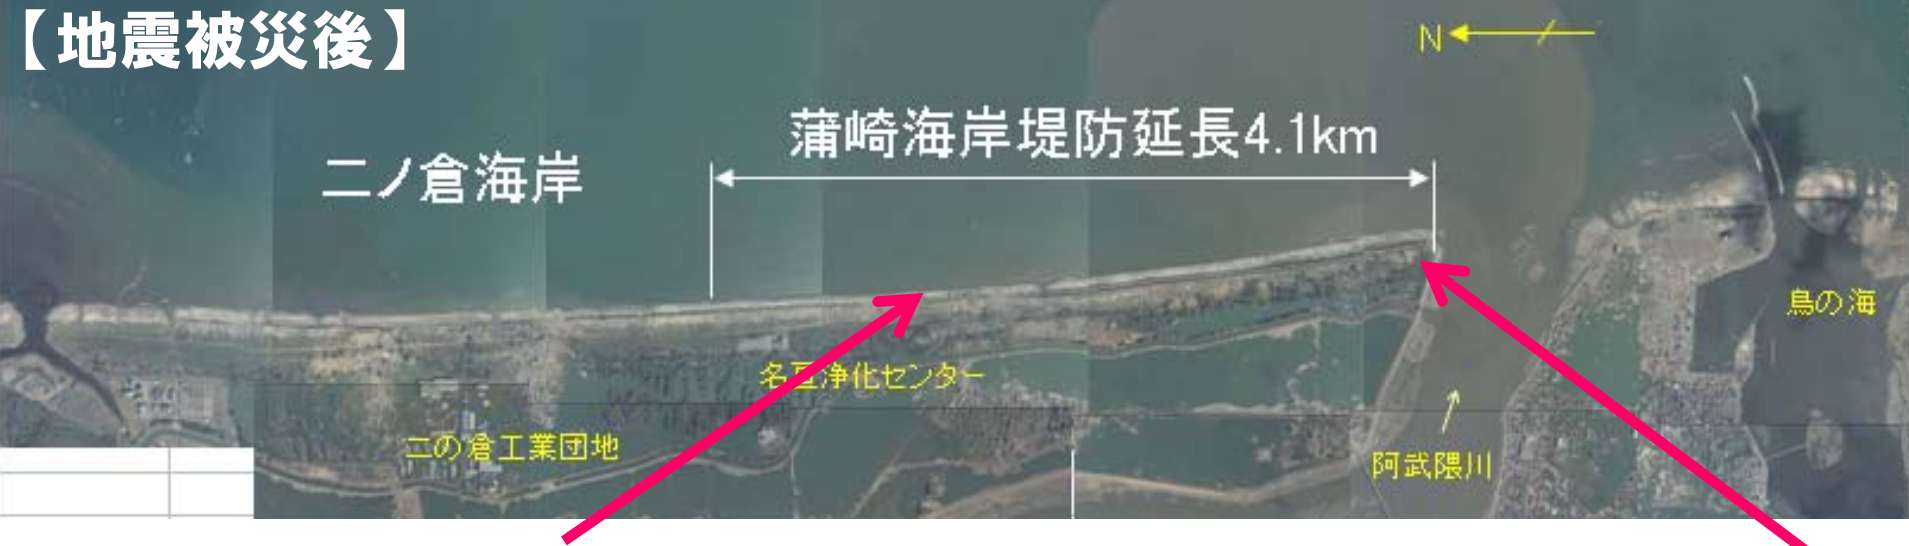 【地震被災後】
N
蒲崎海岸堤防延長4.1km
二ノ倉海岸
鳥の海
名亘浄化センター
二の倉工業団地
阿武隈川